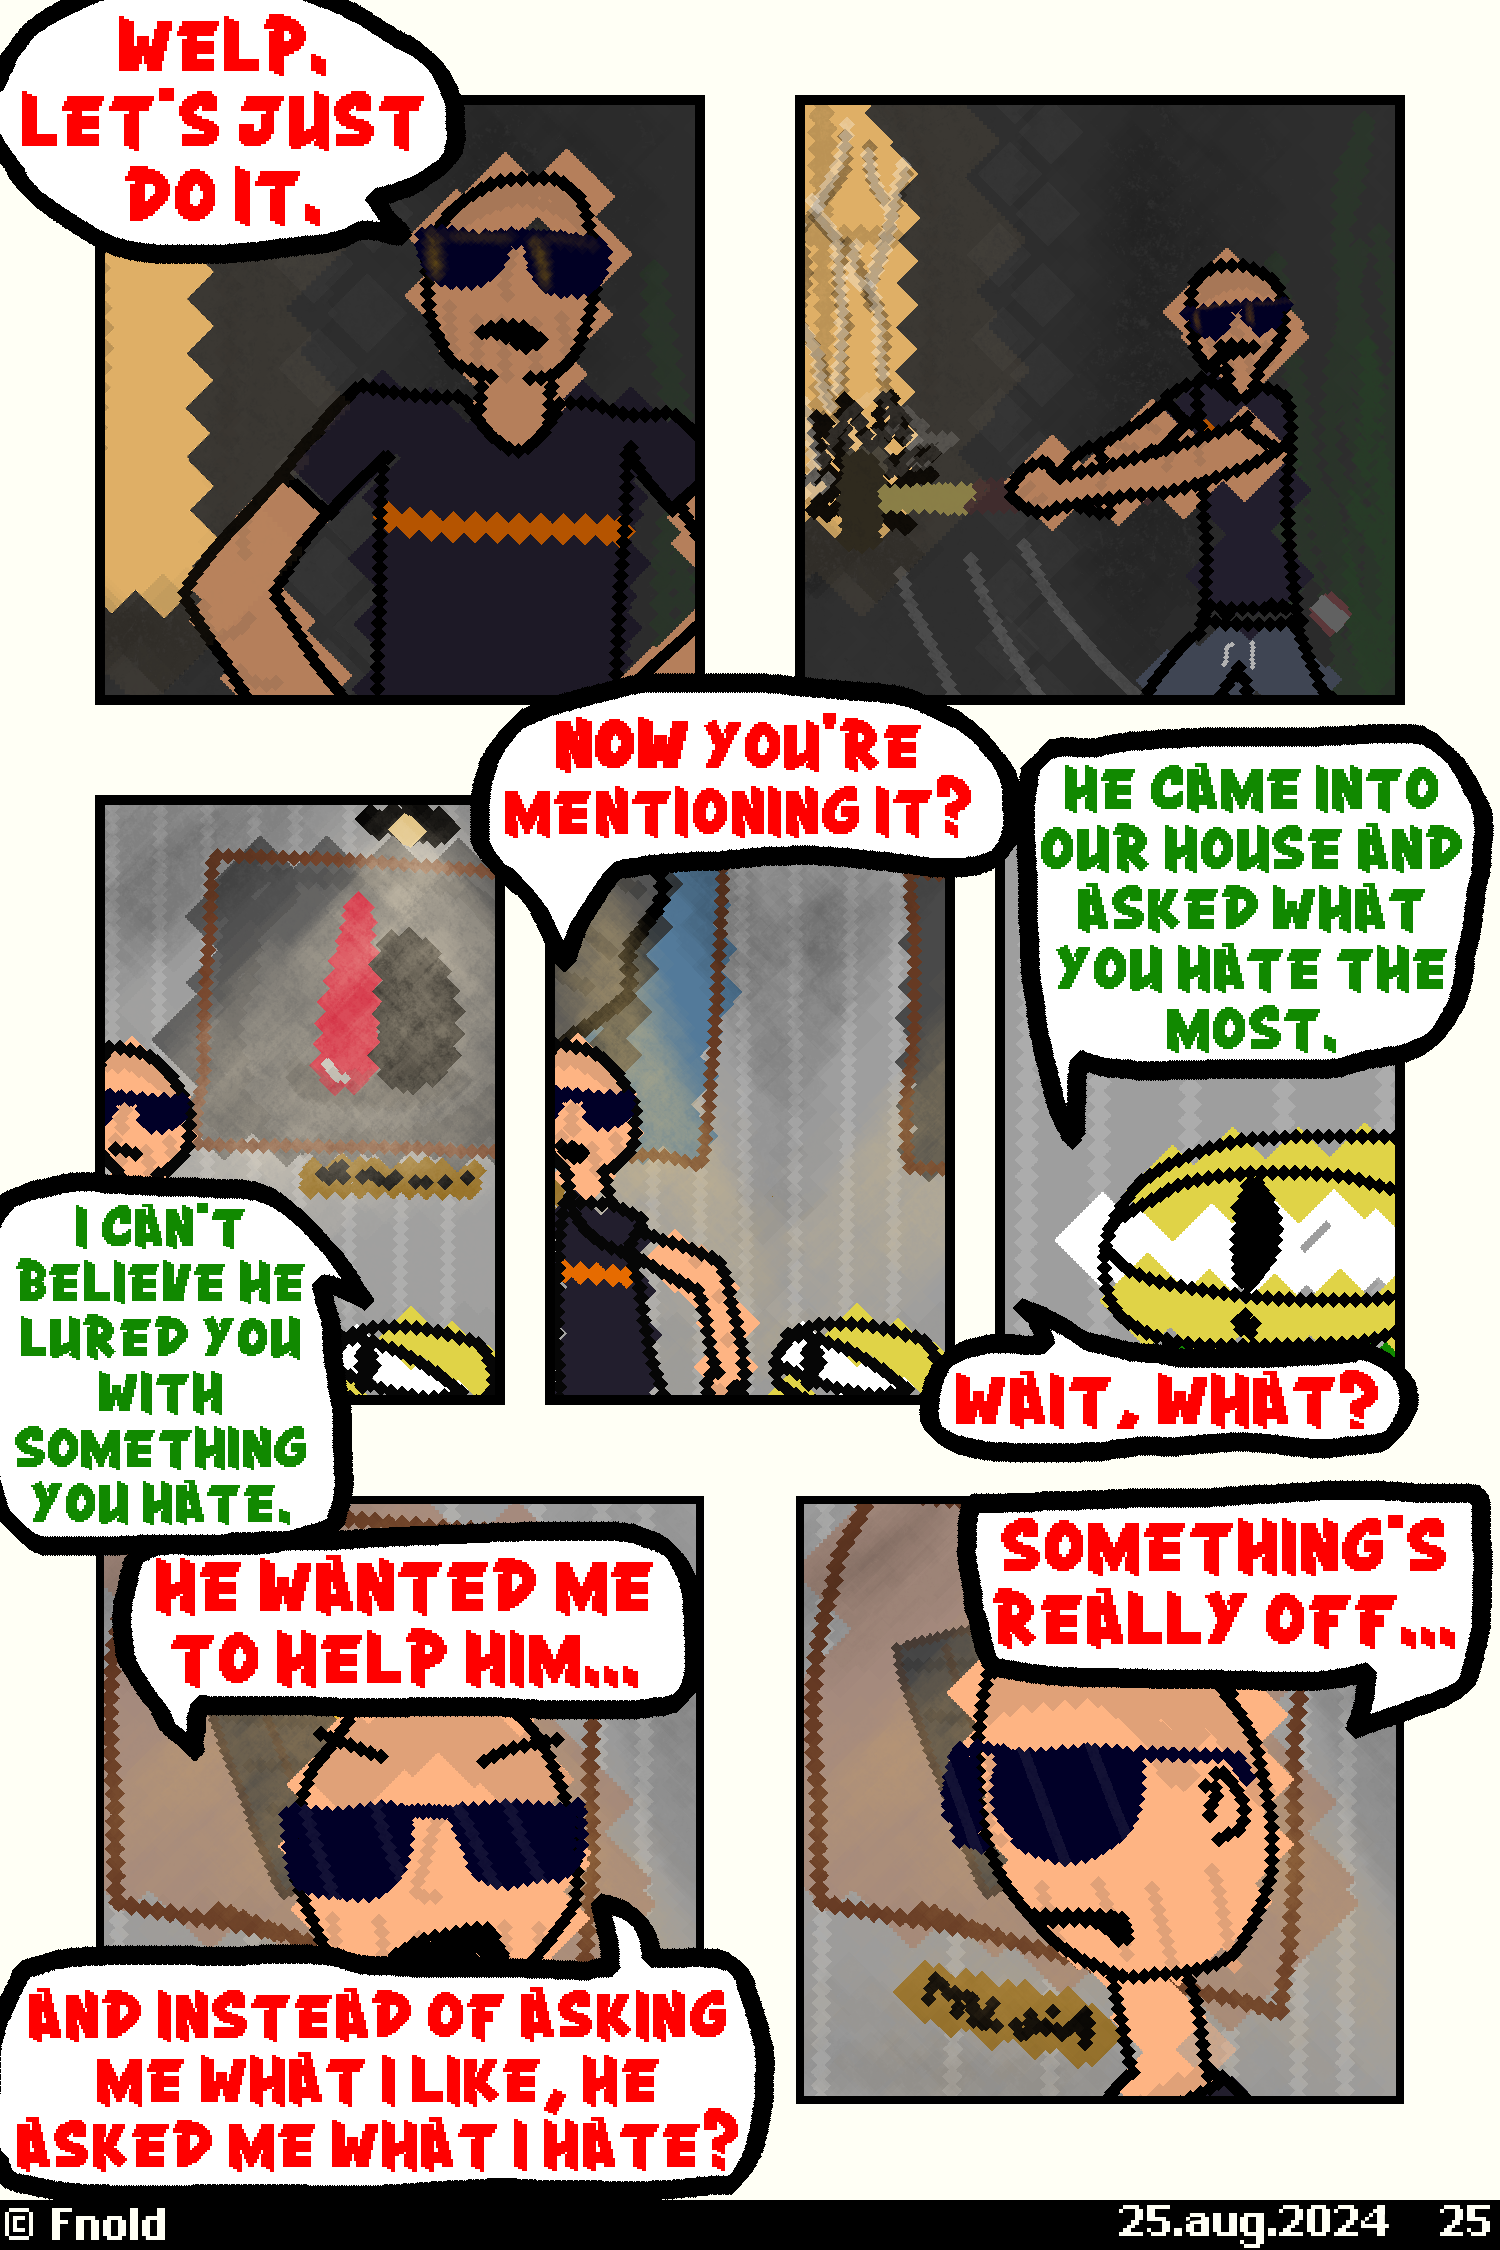 WELP.
LET'S JUST
DO IT.
I CAN'T
BELIEVE HE
LURED YOU
WITH
SOMETHING
YOU HATE.
NOW YOU'RE
MENTIONING IT?
HE CAME INTO
OUR HOUSE AND
ASKED WHAT
YOU HATE THE
MOST.
WAIT, WHAT?
HE WANTED ME
TO HELP HIM...
AND INSTEAD OF ASKING
ME WHAT I LIKE, HE
ASKED ME WHAT I HATE?
SOMETHING'S
REALLY OFF...
© Fnold
25.aug.2024 25